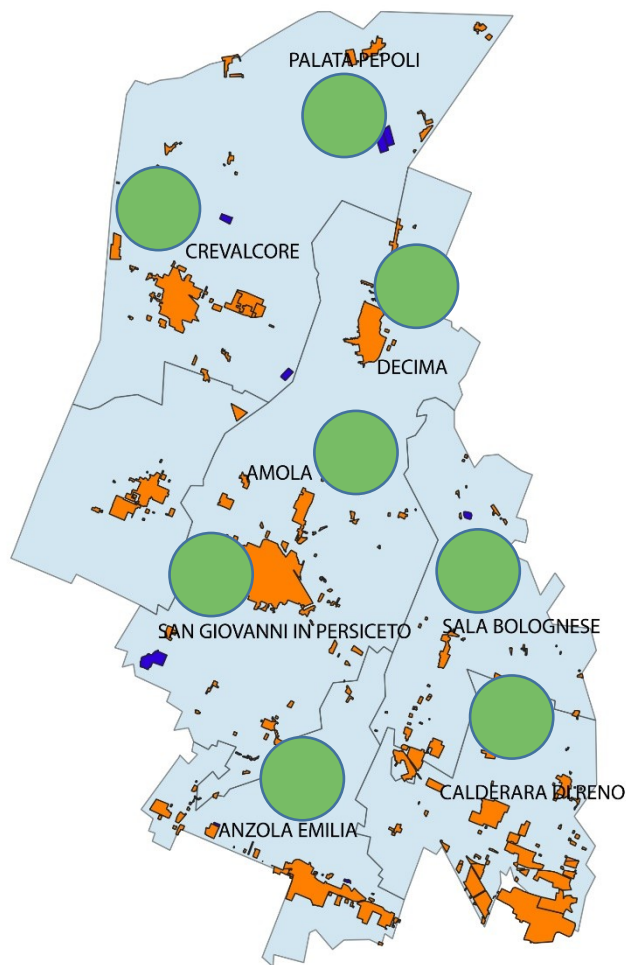 PALATA PEPOLI
CREVALCORE
DECIMA
AMOLA
SAN GIOVANNI IN PERSICETO
SALA BOLOGNESE
CALDERARA DI RENO
ANZOLA EMILIA